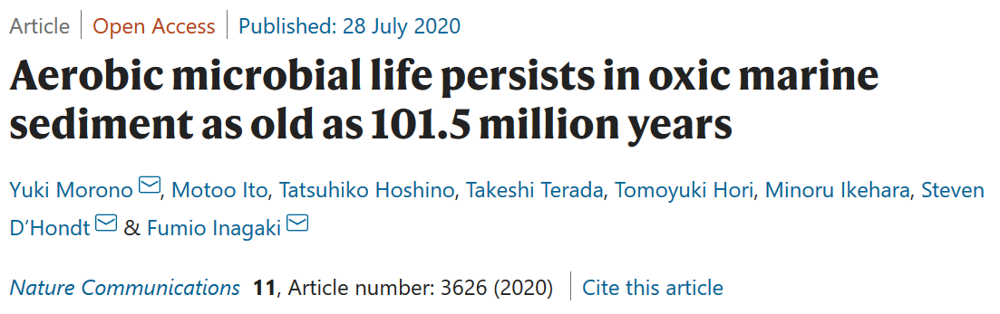 Article Open Access Published: 28 July 2020
Aerobic microbial life persists in oxic marine
sediment as old as 101.5 million years
Yuki Morono, Motoo Ito, Tatsuhiko Hoshino, Takeshi Terada, Tomoyuki Hori, Minoru Ikehara, Steven
D’Hondt & Fumio Inagaki
Nature Communications 11, Article number: 3626 (2020) Cite this article